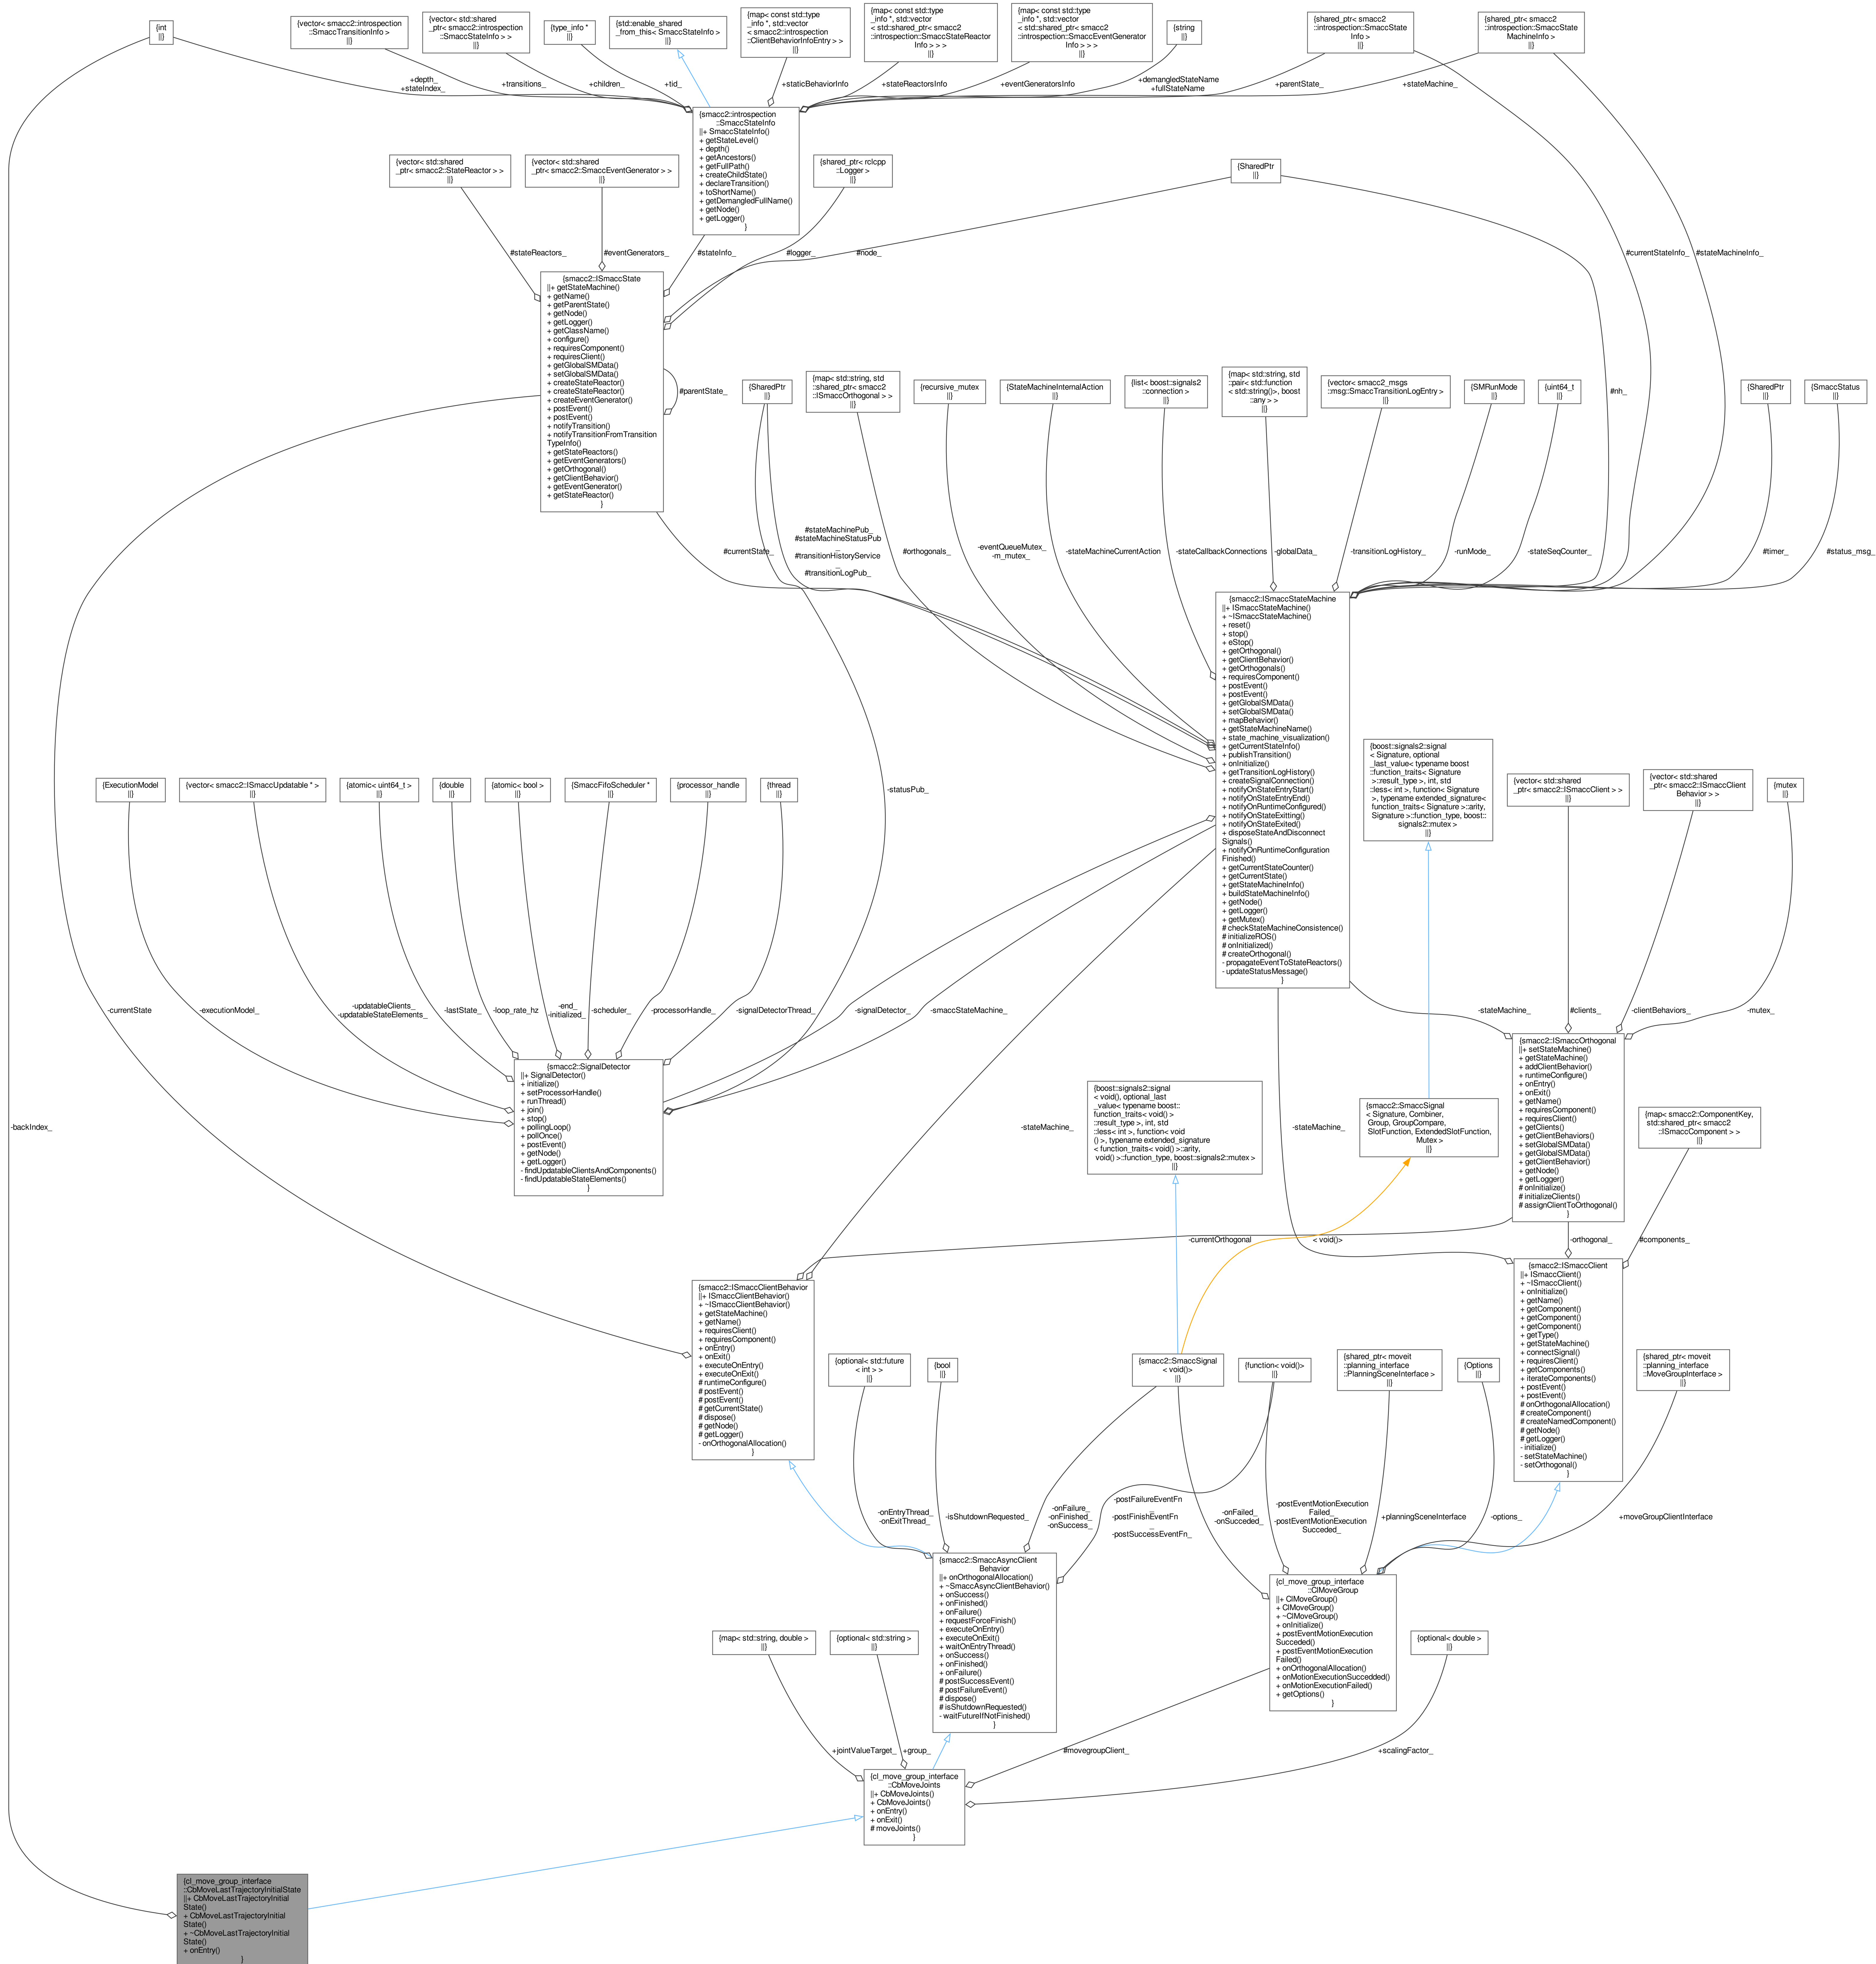 {int
||}
{vector< smacc2::introspection
::SmaccTransitionInfo >
||}
{vector< std::shared
_ptr< smacc2::introspection
::SmaccStateInfo > >
||}
{type_info *
||}
{std::enable_shared
_from_this< SmaccStateInfo >
||}
{map< const std::type
_info *, std::vector
< smacc2::introspection
::ClientBehaviorInfoEntry > >
||}
{map< const std::type
_info *, std::vector
< std::shared_ptr< smacc2
::introspection::SmaccStateReactor
Info > > >
||}
{map< const std::type
_info *, std::vector
< std::shared_ptr< smacc2
::introspection::SmaccEventGenerator
Info > > >
||}
{string
||}
{shared_ptr< smacc2
::introspection::SmaccState
Info >
||}
{shared_ptr< smacc2
::introspection::SmaccState
MachineInfo >
||}
+depth_
+stateIndex_
+transitions_
+children_
+tid_
+staticBehaviorInfo
+stateReactorsInfo
+eventGeneratorsInfo
+demangledStateName
+fullStateName
+parentState_
+stateMachine_
{smacc2::introspection
::SmaccStateInfo
||+ SmaccStateInfo()
+ getStateLevel()
+ depth()
+ getAncestors()
+ getFullPath()
+ createChildState()
+ declareTransition()
+ toShortName()
+ getDemangledFullName()
+ getNode()
+ getLogger()
}
{vector< std::shared
_ptr< smacc2::StateReactor > >
||}
{vector< std::shared
_ptr< smacc2::SmaccEventGenerator > >
||}
{shared_ptr< rclcpp
::Logger >
||}
{SharedPtr
||}
#stateReactors_
#eventGenerators_
#stateInfo_
#logger_
#node_
#currentStateInfo_
#stateMachineInfo_
{smacc2::ISmaccState
||+ getStateMachine()
+ getName()
+ getParentState()
+ getNode()
+ getLogger()
+ getClassName()
+ configure()
+ requiresComponent()
+ requiresClient()
+ getGlobalSMData()
+ setGlobalSMData()
+ createStateReactor()
+ createStateReactor()
+ createEventGenerator()
+ postEvent()
+ postEvent()
+ notifyTransition()
+ notifyTransitionFromTransition
TypeInfo()
+ getStateReactors()
+ getEventGenerators()
+ getOrthogonal()
+ getClientBehavior()
+ getEventGenerator()
+ getStateReactor()
}
#parentState_
{SharedPtr
||}
{map< std::string, std
::shared_ptr< smacc2
::ISmaccOrthogonal > >
||}
{recursive_mutex
||}
{StateMachineInternalAction
||}
{list< boost::signals2
::connection >
||}
{map< std::string, std
::pair< std::function
< std::string()>, boost
::any > >
||}
{vector< smacc2_msgs
::msg::SmaccTransitionLogEntry >
||}
{SMRunMode
||}
{uint64_t
||}
#nh_
{SharedPtr
||}
{SmaccStatus
||}
#currentState_
#stateMachinePub_
#stateMachineStatusPub
_
#transitionHistoryService
_
#transitionLogPub_
#orthogonals_
-eventQueueMutex_
-m_mutex_
-stateMachineCurrentAction
-stateCallbackConnections
-globalData_
-transitionLogHistory_
-runMode_
-stateSeqCounter_
#timer_
#status_msg_
{smacc2::ISmaccStateMachine
||+ ISmaccStateMachine()
+ ~ISmaccStateMachine()
+ reset()
+ stop()
+ eStop()
+ getOrthogonal()
+ getClientBehavior()
+ getOrthogonals()
+ requiresComponent()
+ postEvent()
+ postEvent()
+ getGlobalSMData()
+ setGlobalSMData()
+ mapBehavior()
+ getStateMachineName()
+ state_machine_visualization()
+ getCurrentStateInfo()
+ publishTransition()
+ onInitialize()
+ getTransitionLogHistory()
+ createSignalConnection()
+ notifyOnStateEntryStart()
+ notifyOnStateEntryEnd()
+ notifyOnRuntimeConfigured()
+ notifyOnStateExitting()
+ notifyOnStateExited()
+ disposeStateAndDisconnect
Signals()
+ notifyOnRuntimeConfiguration
Finished()
+ getCurrentStateCounter()
+ getCurrentState()
+ getStateMachineInfo()
+ buildStateMachineInfo()
+ getNode()
+ getLogger()
+ getMutex()
# checkStateMachineConsistence()
# initializeROS()
# onInitialized()
# createOrthogonal()
- propagateEventToStateReactors()
- updateStatusMessage()
}
{ExecutionModel
||}
{vector< smacc2::ISmaccUpdatable * >
||}
{atomic< uint64_t >
||}
{double
||}
{atomic< bool >
||}
{SmaccFifoScheduler *
||}
{processor_handle
||}
{thread
||}
-statusPub_
{boost::signals2::signal
< Signature, optional
_last_value< typename boost
::function_traits< Signature
>::result_type >, int, std
::less< int >, function< Signature
>, typename extended_signature<
function_traits< Signature >::arity,
Signature >::function_type, boost::
signals2::mutex >
||}
{vector< std::shared
_ptr< smacc2::ISmaccClient > >
||}
{vector< std::shared
_ptr< smacc2::ISmaccClient
Behavior > >
||}
{mutex
||}
-currentState
-executionModel_
-updatableClients_
-updatableStateElements_
-lastState_
-loop_rate_hz
-end_
-initialized_
-scheduler_
-processorHandle_
-signalDetectorThread_
-signalDetector_
-smaccStateMachine_
-stateMachine_
#clients_
-clientBehaviors_
-mutex_
{smacc2::SignalDetector
||+ SignalDetector()
+ initialize()
+ setProcessorHandle()
+ runThread()
+ join()
+ stop()
+ pollingLoop()
+ pollOnce()
+ postEvent()
+ getNode()
+ getLogger()
- findUpdatableClientsAndComponents()
- findUpdatableStateElements()
}
{smacc2::ISmaccOrthogonal
||+ setStateMachine()
+ getStateMachine()
+ addClientBehavior()
+ runtimeConfigure()
+ onEntry()
+ onExit()
+ getName()
+ requiresComponent()
+ requiresClient()
+ getClients()
+ getClientBehaviors()
+ setGlobalSMData()
+ getGlobalSMData()
+ getClientBehavior()
+ getNode()
+ getLogger()
# onInitialize()
# initializeClients()
# assignClientToOrthogonal()
}
{boost::signals2::signal
< void(), optional_last
_value< typename boost::
function_traits< void() >
::result_type >, int, std
::less< int >, function< void
() >, typename extended_signature
< function_traits< void() >::arity,
void() >::function_type, boost::signals2::mutex >
||}
{smacc2::SmaccSignal
< Signature, Combiner,
Group, GroupCompare,
SlotFunction, ExtendedSlotFunction,
Mutex >
||}
{map< smacc2::ComponentKey,
std::shared_ptr< smacc2
::ISmaccComponent > >
||}
-backIndex_
-stateMachine_
-stateMachine_
-currentOrthogonal
< void()>
-orthogonal_
#components_
{smacc2::ISmaccClientBehavior
||+ ISmaccClientBehavior()
+ ~ISmaccClientBehavior()
+ getStateMachine()
+ getName()
+ requiresClient()
+ requiresComponent()
+ onEntry()
+ onExit()
+ executeOnEntry()
+ executeOnExit()
# runtimeConfigure()
# postEvent()
# postEvent()
# getCurrentState()
# dispose()
# getNode()
# getLogger()
- onOrthogonalAllocation()
}
{smacc2::ISmaccClient
||+ ISmaccClient()
+ ~ISmaccClient()
+ onInitialize()
+ getName()
+ getComponent()
+ getComponent()
+ getComponent()
+ getType()
+ getStateMachine()
+ connectSignal()
+ requiresClient()
+ getComponents()
+ iterateComponents()
+ postEvent()
+ postEvent()
# onOrthogonalAllocation()
# createComponent()
# createNamedComponent()
# getNode()
# getLogger()
- initialize()
- setStateMachine()
- setOrthogonal()
}
{optional< std::future
< int > >
||}
{bool
||}
{smacc2::SmaccSignal
< void()>
||}
{function< void()>
||}
{shared_ptr< moveit
::planning_interface
::PlanningSceneInterface >
||}
{Options
||}
{shared_ptr< moveit
::planning_interface
::MoveGroupInterface >
||}
-onEntryThread_
-onExitThread_
-isShutdownRequested_
-onFailure_
-onFinished_
-onSuccess_
-postFailureEventFn
_
-postFinishEventFn
_
-postSuccessEventFn_
-onFailed_
-onSucceded_
-postEventMotionExecution
Failed_
-postEventMotionExecution
Succeded_
+planningSceneInterface
-options_
+moveGroupClientInterface
{smacc2::SmaccAsyncClient
Behavior
||+ onOrthogonalAllocation()
+ ~SmaccAsyncClientBehavior()
+ onSuccess()
+ onFinished()
+ onFailure()
+ requestForceFinish()
+ executeOnEntry()
+ executeOnExit()
+ waitOnEntryThread()
+ onSuccess()
+ onFinished()
+ onFailure()
# postSuccessEvent()
# postFailureEvent()
# dispose()
# isShutdownRequested()
- waitFutureIfNotFinished()
}
{cl_move_group_interface
::ClMoveGroup
||+ ClMoveGroup()
+ ClMoveGroup()
+ ~ClMoveGroup()
+ onInitialize()
+ postEventMotionExecution
Succeded()
+ postEventMotionExecution
Failed()
+ onOrthogonalAllocation()
+ onMotionExecutionSuccedded()
+ onMotionExecutionFailed()
+ getOptions()
}
{map< std::string, double >
||}
{optional< std::string >
||}
{optional< double >
||}
+jointValueTarget_
+group_
#movegroupClient_
+scalingFactor_
{cl_move_group_interface
::CbMoveJoints
||+ CbMoveJoints()
+ CbMoveJoints()
+ onEntry()
+ onExit()
# moveJoints()
}
{cl_move_group_interface
::CbMoveLastTrajectoryInitialState
||+ CbMoveLastTrajectoryInitial
State()
+ CbMoveLastTrajectoryInitial
State()
+ ~CbMoveLastTrajectoryInitial
State()
+ onEntry()
}